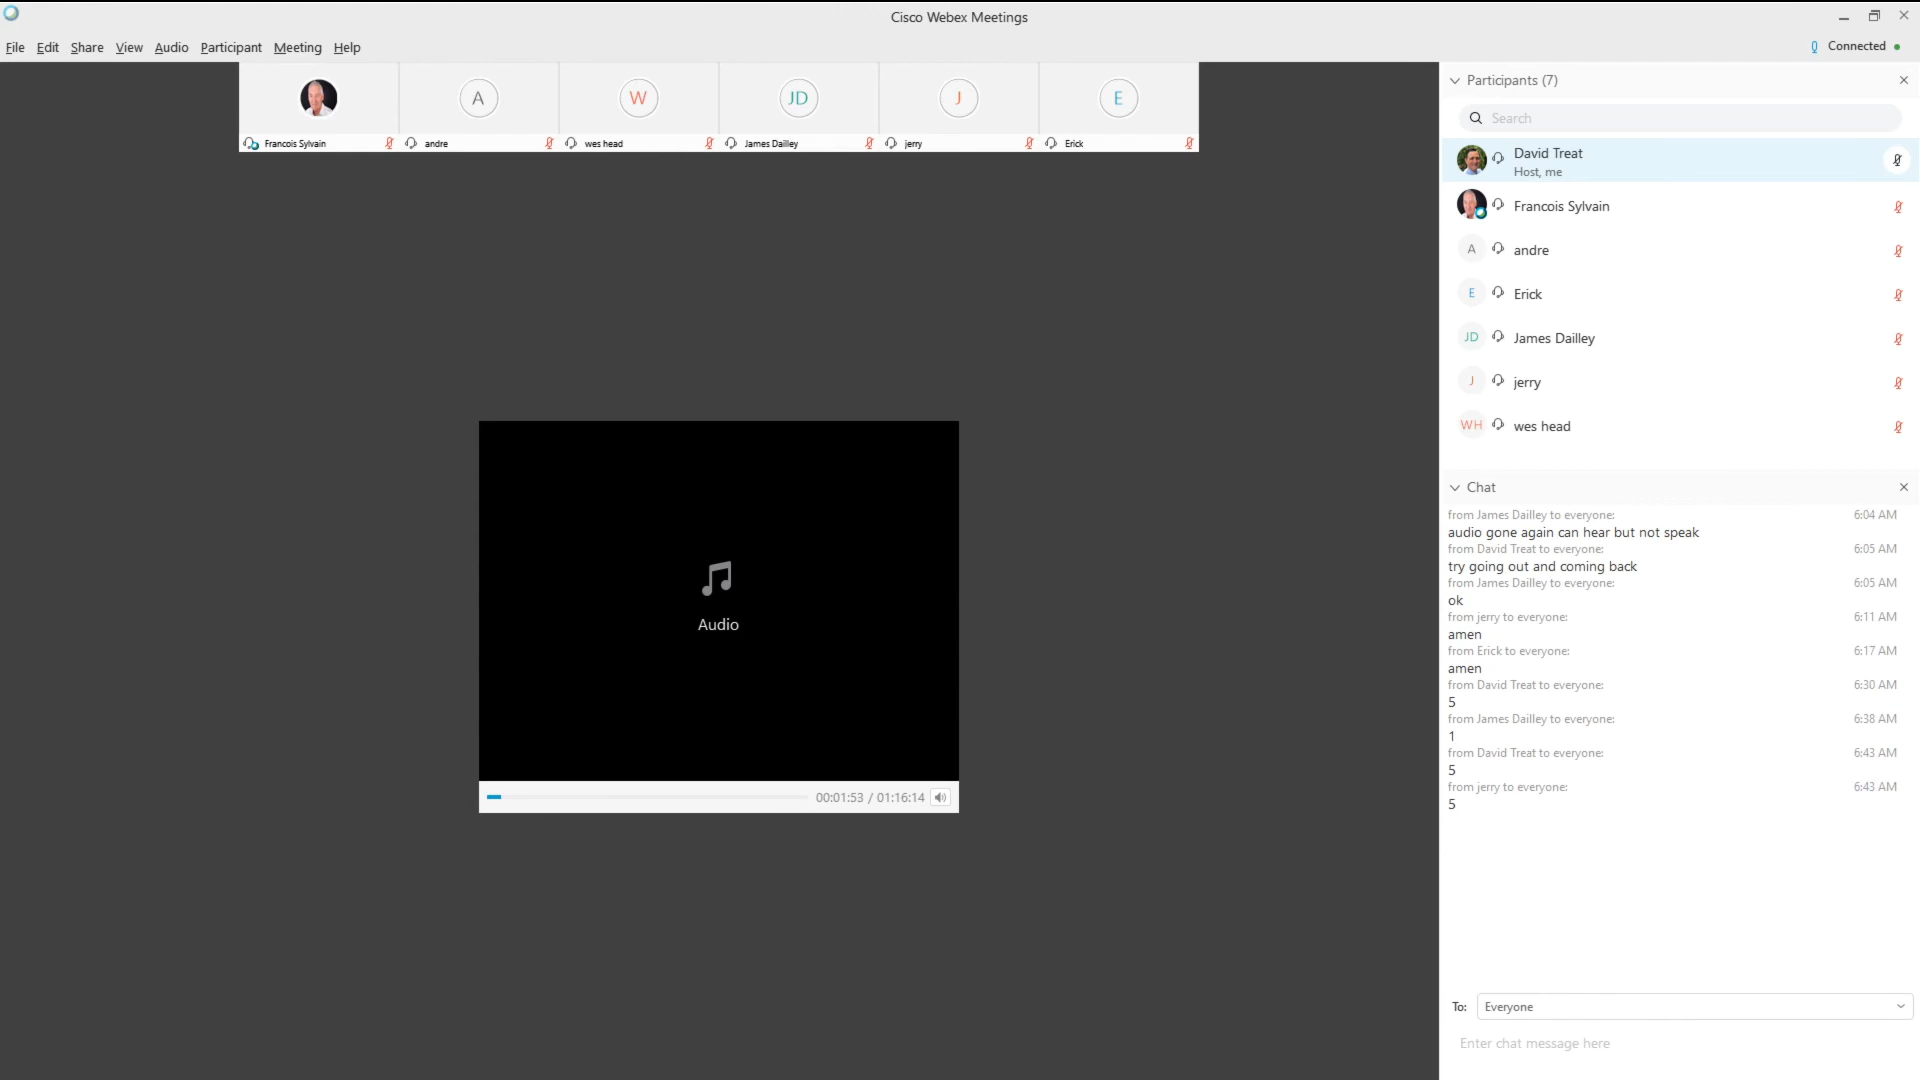 Cisco Webex Meetings
File Edit Share View Audio Participant Meeting Help
Connected
A
W
JD
J
E
Francois Sylvain
andre
wes head
James Dailley
jerry
Erick
Participants (7)
Search
David Treat
Host, me
Francois Sylvain
A andre
E Erick
JD James Dailley
J jerry
WH wes head
Audio
00:01:53 / 01:16:14
Chat
from James Dailley to everyone: 6:04 AM
audio gone again can hear but not speak
from David Treat to everyone: 6:05 AM
try going out and coming back
from James Dailley to everyone: 6:05 AM
ok
from jerry to everyone: 6:11 AM
amen
from Erick to everyone: 6:17 AM
amen
from David Treat to everyone: 6:30 AM
5
from James Dailley to everyone: 6:38 AM
1
from David Treat to everyone: 6:43 AM
5
from jerry to everyone: 6:43 AM
5
To: Everyone
Enter chat message here